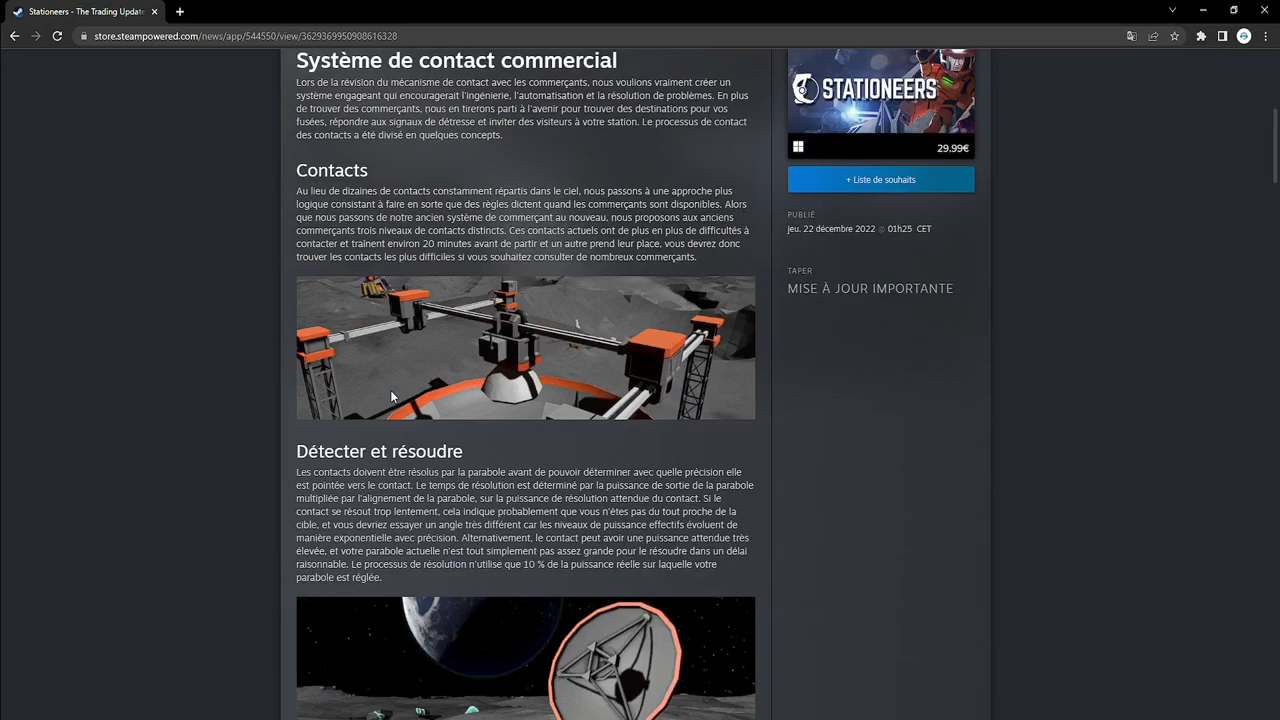 Stationeers - The Trading Update
store.steampowered.com/news/app/544550/view/3629369950908616328
Système de contact commercial
Lors de la révision du mécanisme de contact avec les commerçants, nous voulions vraiment créer un
système engageant qui encouragerait l'ingénierie, l'automatisation et la résolution de problèmes. En plus
de trouver des commerçants, nous en tirerons parti à l'avenir pour trouver des destinations pour vos
fusées, répondre aux signaux de détresse et inviter des visiteurs à votre station. Le processus de contact
des contacts a été divisé en quelques concepts.
Contacts
Au lieu de dizaines de contacts constamment répartis dans le ciel, nous passons à une approche plus
logique consistant à faire en sorte que des règles dictent quand les commerçants sont disponibles. Alors
que nous passons de notre ancien système de commerçant au nouveau, nous proposons aux anciens
commerçants trois niveaux de contacts distincts. Ces contacts actuels ont de plus en plus de difficultés à
contacter et traînent environ 20 minutes avant de partir et un autre prend leur place, vous devrez donc
trouver les contacts les plus difficiles si vous souhaitez consulter de nombreux commerçants.
Détecter et résoudre
Les contacts doivent être résolus par la parabole avant de pouvoir déterminer avec quelle précision elle
est pointée vers le contact. Le temps de résolution est déterminé par la puissance de sortie de la parabole
multipliée par l'alignement de la parabole, sur la puissance de résolution attendue du contact. Si le
contact se résout trop lentement, cela indique probablement que vous n'êtes pas du tout proche de la
cible, et vous devriez essayer un angle très différent car les niveaux de puissance effectifs évoluent de
manière exponentielle avec précision. Alternativement, le contact peut avoir une puissance attendue très
élevée, et votre parabole actuelle n'est tout simplement pas assez grande pour le résoudre dans un délai
raisonnable. Le processus de résolution n'utilise que 10 % de la puissance réelle sur laquelle votre
parabole est réglée.
STATIONEERS
29,99€
+ Liste de souhaits
PUBLIÉ
jeu. 22 décembre 2022 @ 01h25 CET
TAPER
MISE À JOUR IMPORTANTE